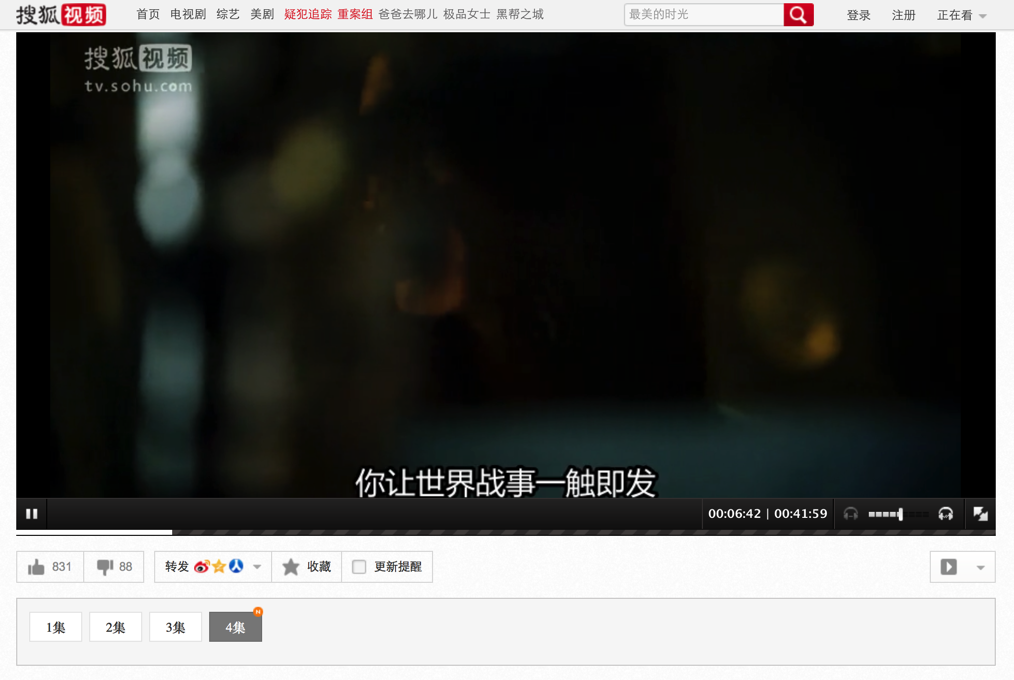 搜狐视频 首页 电视剧 综艺 美剧 疑犯追踪 重案组 爸爸去哪儿 极品女士 黑帮之城 最美的时光 登录 注册 正在看
搜狐视频
tv.sohu.com
你让世界战事一触即发
00:06:42 | 00:41:59
831 88 转发 收藏 更新提醒
1集 2集 3集 4集